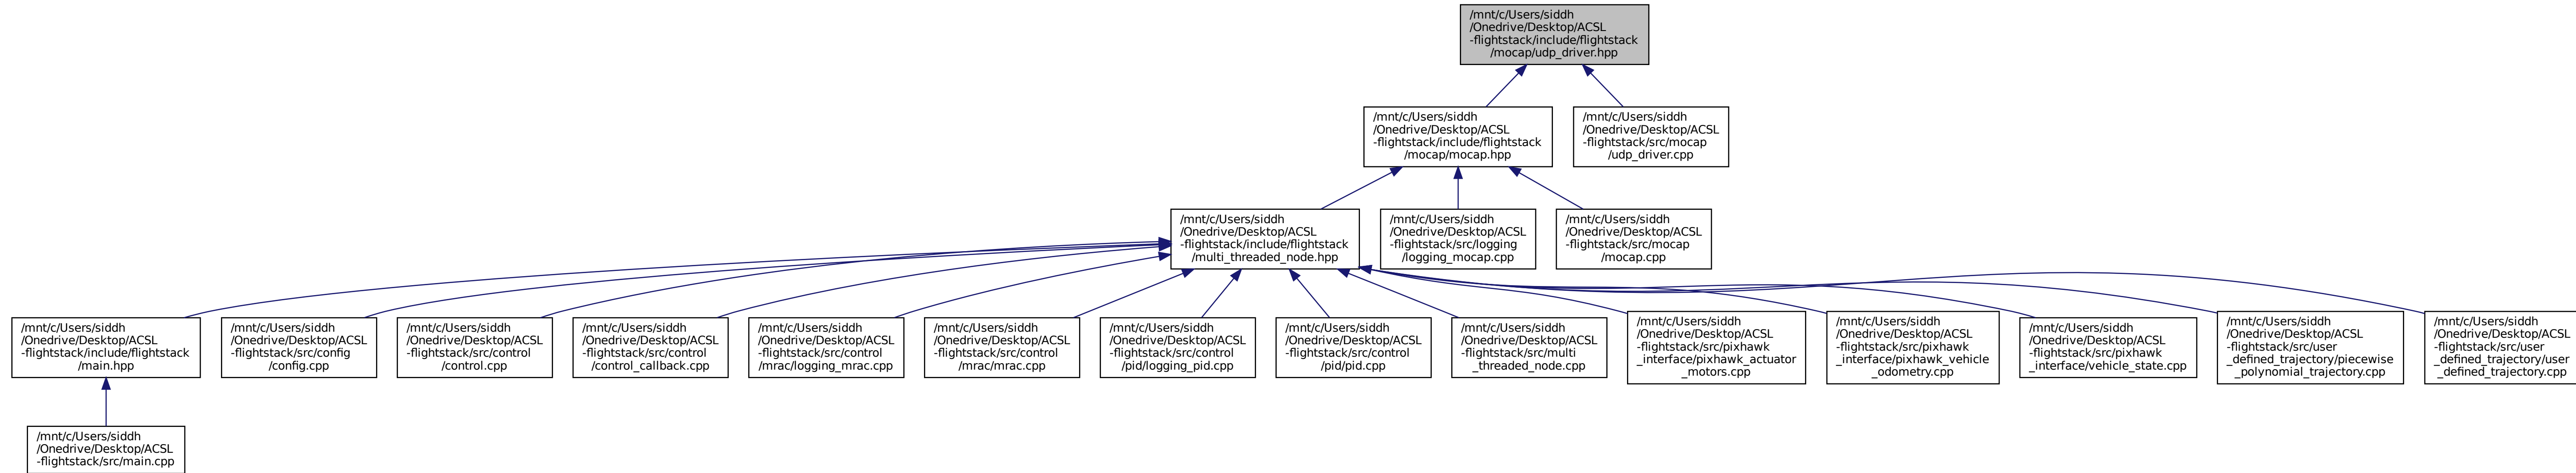 /mnt/c/Users/siddh
/Onedrive/Desktop/ACSL
-flightstack/include/flightstack
/mocap/udp_driver.hpp
/mnt/c/Users/siddh
/Onedrive/Desktop/ACSL
-flightstack/include/flightstack
/mocap/mocap.hpp
/mnt/c/Users/siddh
/Onedrive/Desktop/ACSL
-flightstack/src/mocap
/udp_driver.cpp
/mnt/c/Users/siddh
/Onedrive/Desktop/ACSL
-flightstack/include/flightstack
/multi_threaded_node.hpp
/mnt/c/Users/siddh
/Onedrive/Desktop/ACSL
-flightstack/src/logging
/logging_mocap.cpp
/mnt/c/Users/siddh
/Onedrive/Desktop/ACSL
-flightstack/src/mocap
/mocap.cpp
/mnt/c/Users/siddh
/Onedrive/Desktop/ACSL
-flightstack/include/flightstack
/main.hpp
/mnt/c/Users/siddh
/Onedrive/Desktop/ACSL
-flightstack/src/config
/config.cpp
/mnt/c/Users/siddh
/Onedrive/Desktop/ACSL
-flightstack/src/control
/control.cpp
/mnt/c/Users/siddh
/Onedrive/Desktop/ACSL
-flightstack/src/control
/control_callback.cpp
/mnt/c/Users/siddh
/Onedrive/Desktop/ACSL
-flightstack/src/control
/mrac/logging_mrac.cpp
/mnt/c/Users/siddh
/Onedrive/Desktop/ACSL
-flightstack/src/control
/mrac/mrac.cpp
/mnt/c/Users/siddh
/Onedrive/Desktop/ACSL
-flightstack/src/control
/pid/logging_pid.cpp
/mnt/c/Users/siddh
/Onedrive/Desktop/ACSL
-flightstack/src/control
/pid/pid.cpp
/mnt/c/Users/siddh
/Onedrive/Desktop/ACSL
-flightstack/src/multi
_threaded_node.cpp
/mnt/c/Users/siddh
/Onedrive/Desktop/ACSL
-flightstack/src/pixhawk
_interface/pixhawk_actuator
_motors.cpp
/mnt/c/Users/siddh
/Onedrive/Desktop/ACSL
-flightstack/src/pixhawk
_interface/pixhawk_vehicle
_odometry.cpp
/mnt/c/Users/siddh
/Onedrive/Desktop/ACSL
-flightstack/src/pixhawk
_interface/vehicle_state.cpp
/mnt/c/Users/siddh
/Onedrive/Desktop/ACSL
-flightstack/src/user
_defined_trajectory/piecewise
_polynomial_trajectory.cpp
/mnt/c/Users/siddh
/Onedrive/Desktop/ACSL
-flightstack/src/user
_defined_trajectory/user
_defined_trajectory.cpp
/mnt/c/Users/siddh
/Onedrive/Desktop/ACSL
-flightstack/src/main.cpp